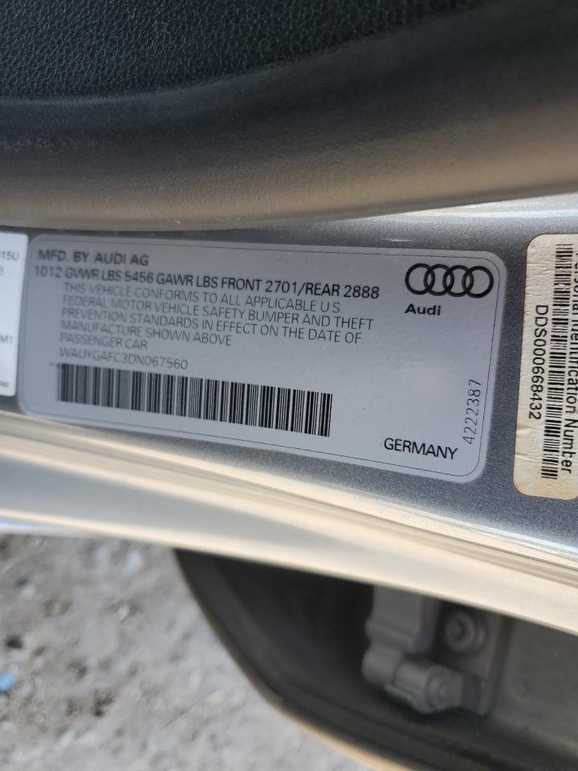 MFD. BY AUDI AG
1012 GVWR LBS 5456 GAWR LBS FRONT 2701/REAR 2888
THIS VEHICLE CONFORMS TO ALL APPLICABLE U S
FEDERAL MOTOR VEHICLE SAFETY BUMPER AND THEFT
PREVENTION STANDARDS IN EFFECT ON THE DATE OF
MANUFACTURE SHOWN ABOVE
PASSENGER CAR
WAUYGAFC3DN067560
Audi
4222387
GERMANY
Identification Number
DDS000668432